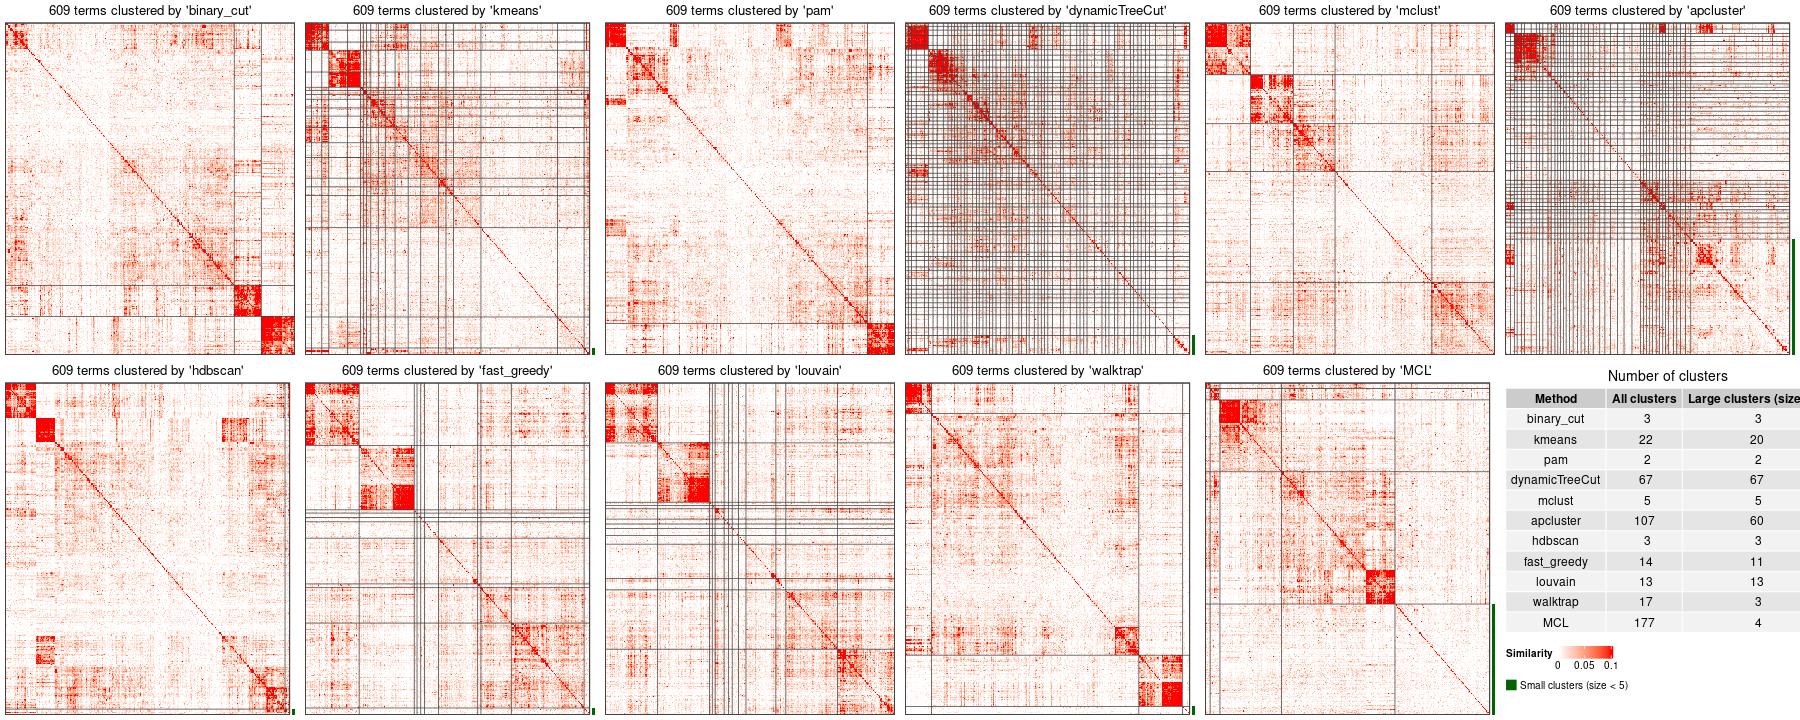 609 terms clustered by 'binary_cut'
609 terms clustered by 'kmeans'
609 terms clustered by 'pam'
609 terms clustered by 'dynamicTreeCut'
609 terms clustered by 'mclust'
609 terms clustered by 'apcluster'
609 terms clustered by 'hdbscan'
609 terms clustered by 'fast_greedy'
609 terms clustered by 'louvain'
609 terms clustered by 'walktrap'
609 terms clustered by 'MCL'
Number of clusters
Method All clusters Large clusters (size
binary_cut 3 3
kmeans 22 20
pam 2 2
dynamicTreeCut 67 67
mclust 5 5
apcluster 107 60
hdbscan 3 3
fast_greedy 14 11
louvain 13 13
walktrap 17 3
MCL 177 4
Similarity
0 0.05 0.1
Small clusters (size < 5)